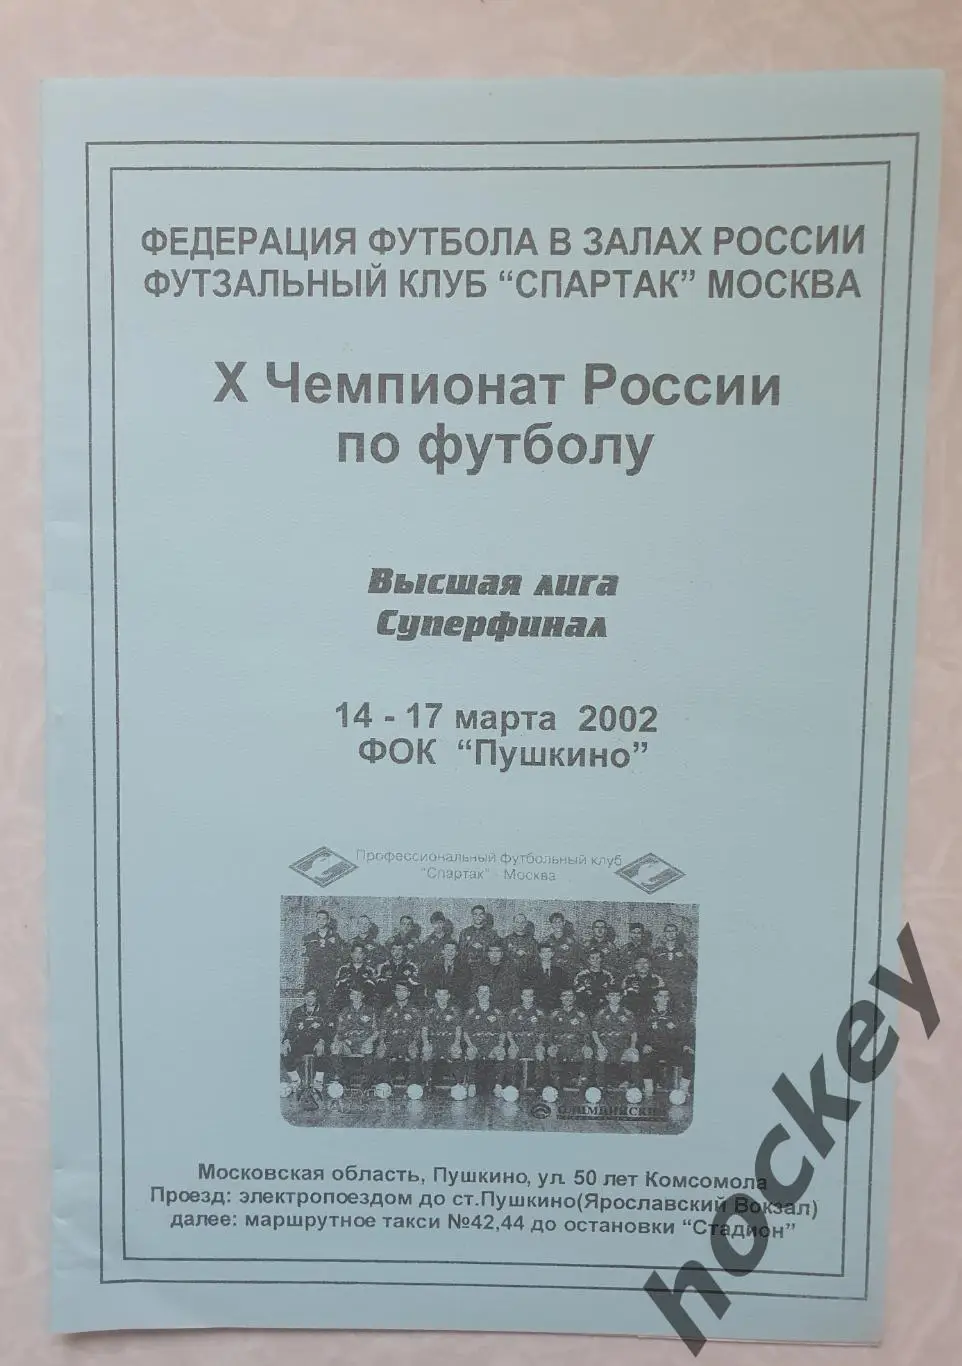 ФЕДЕРАЦИЯ ФУТБОЛА В ЗАЛАХ РОССИИ
ФУТЗАЛЬНЫЙ КЛУБ “СПАРТАК” МОСКВА
X Чемпионат России
по футболу
Высшая лига
Суперфинал
14 - 17 марта 2002
ФОК “Пушкино”
Профессиональный футбольный клуб
"Спартак" - Москва
ОЛИМПИЙСКИЙ
Московская область, Пушкино, ул. 50 лет Комсомола
Проезд: электропоездом до ст.Пушкино(Ярославский Вокзал)
далее: маршрутное такси №42,44 до остановки “Стадион”
hockey